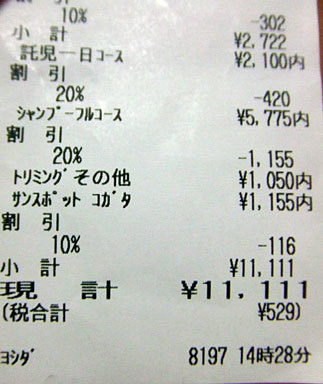 割 引
10% -302
小 計 ¥2,722
託児一日コース ¥2,100内
割 引
20% -420
シャンプーフルコース ¥5,775内
割 引
20% -1,155
トリミング その他 ¥1,050内
サンスポット コガタ ¥1,155内
割 引
10% -116
小 計 ¥11,111
現 計 ¥11,111
(税合計 ¥529)
ヨシダ 8197 14時28分